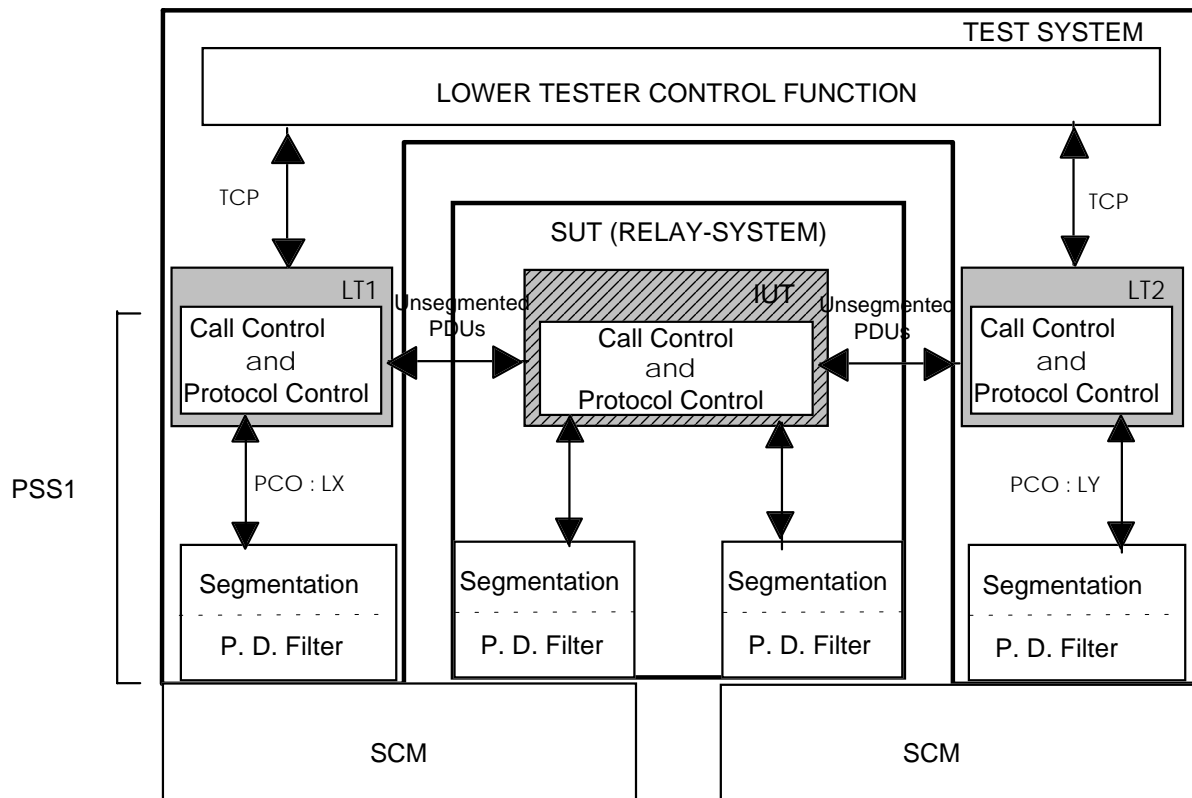 TEST SYSTEM
LOWER TESTER CONTROL FUNCTION
TCP
TCP
SUT (RELAY-SYSTEM)
LT1
Call Control
and
Protocol Control
Unsegmented
PDUs
IUT
Call Control
and
Protocol Control
Unsegmented
PDUs
LT2
Call Control
and
Protocol Control
PSS1
PCO : LX
PCO : LY
Segmentation
P. D. Filter
Segmentation
P. D. Filter
Segmentation
P. D. Filter
Segmentation
P. D. Filter
SCM
SCM